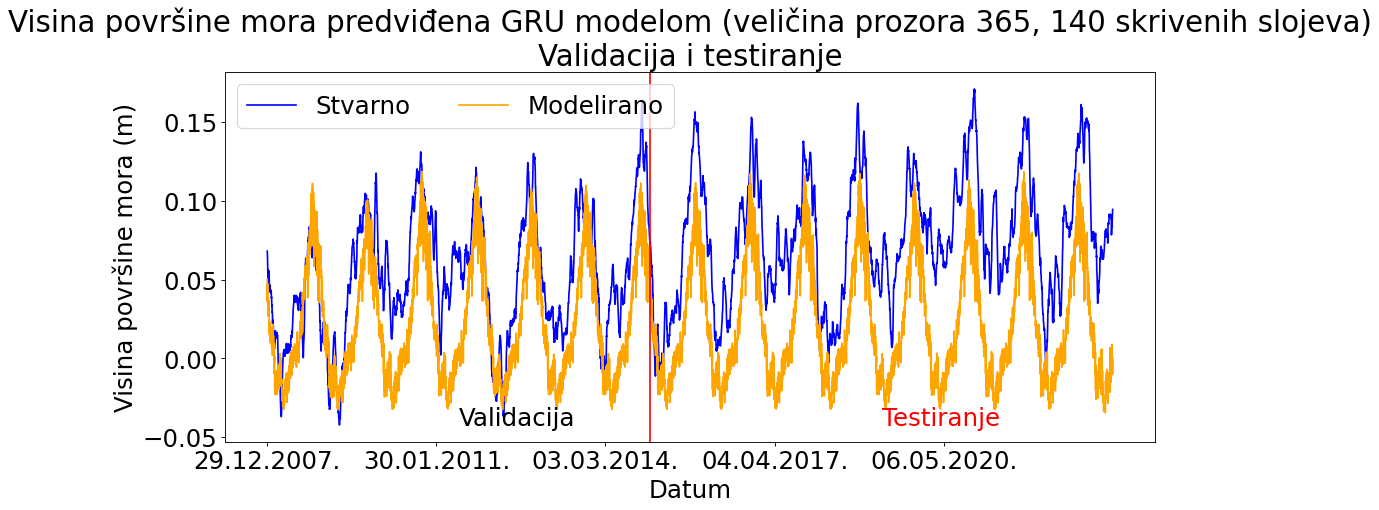 Visina površine mora predviđena GRU modelom (veličina prozora 365, 140 skrivenih slojeva)
Validacija i testiranje
Stvarno
Modelirano
Visina površine mora (m)
0.15
0.10
0.05
0.00
−0.05
Validacija
Testiranje
29.12.2007.
30.01.2011.
03.03.2014.
04.04.2017.
06.05.2020.
Datum